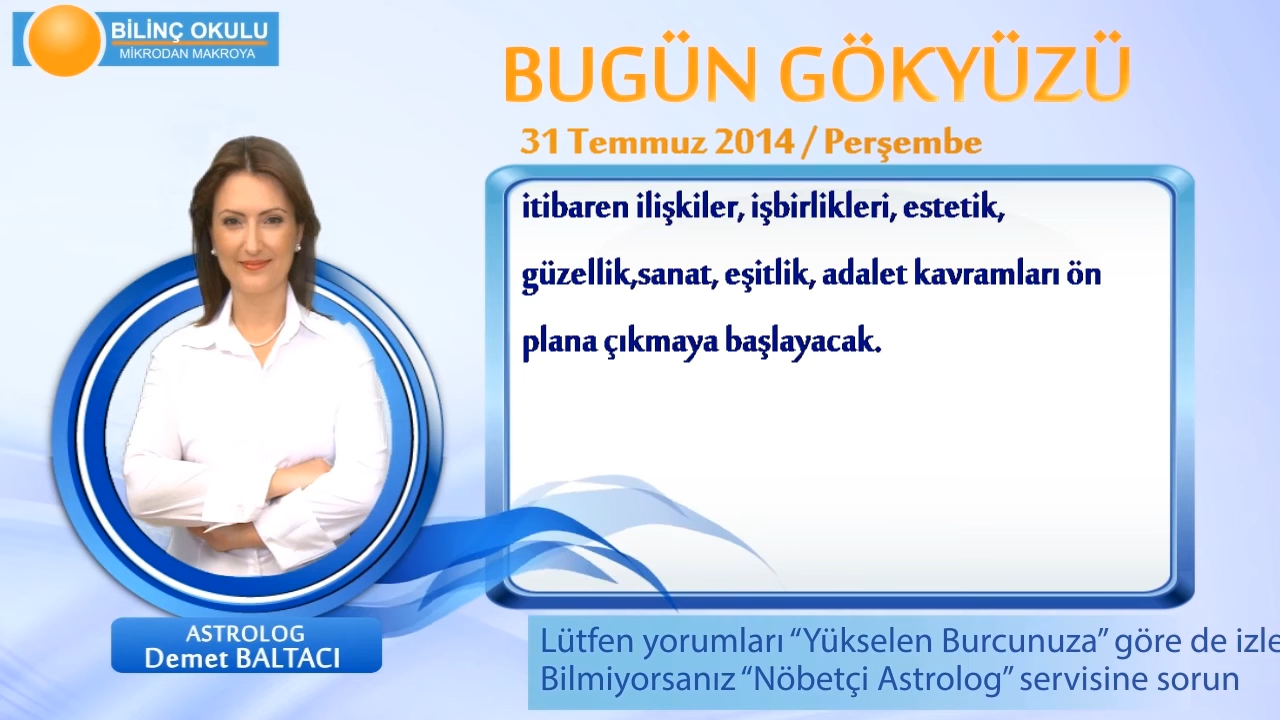 BİLİNÇ OKULU
MİKRODAN MAKROYA
BUGÜN GÖKYÜZÜ
31 Temmuz 2014 / Perşembe
itibaren ilişkiler, işbirlikleri, estetik,
güzellik,sanat, eşitlik, adalet kavramları ön
plana çıkmaya başlayacak.
ASTROLOG
Demet BALTACI
Lütfen yorumları “Yükselen Burcunuza” göre de izle
Bilmiyorsanız “Nöbetçi Astrolog” servisine sorun